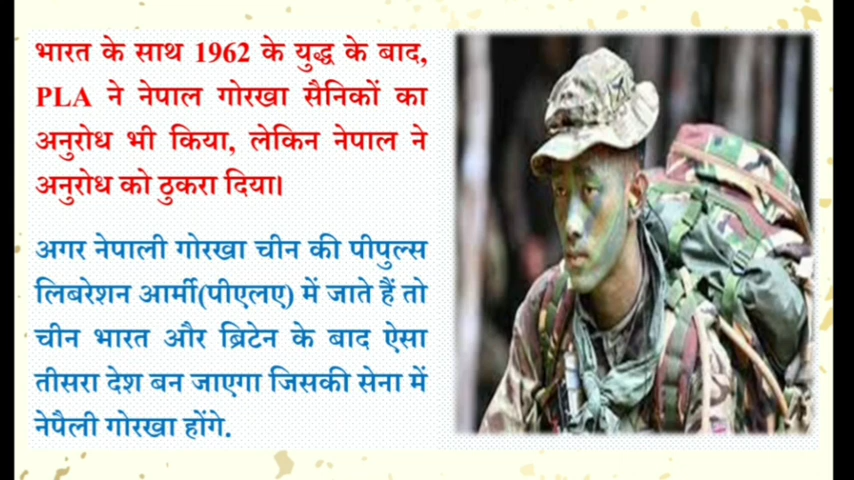 भारत के साथ 1962 के युद्ध के बाद,
PLA ने नेपाल गोरखा सैनिकों का
अनुरोध भी किया, लेकिन नेपाल ने
अनुरोध को ठुकरा दिया।
अगर नेपाली गोरखा चीन की पीपुल्स
लिबरेशन आर्मी(पीएलए) में जाते हैं तो
चीन भारत और ब्रिटेन के बाद ऐसा
तीसरा देश बन जाएगा जिसकी सेना में
नेपैली गोरखा होंगे.